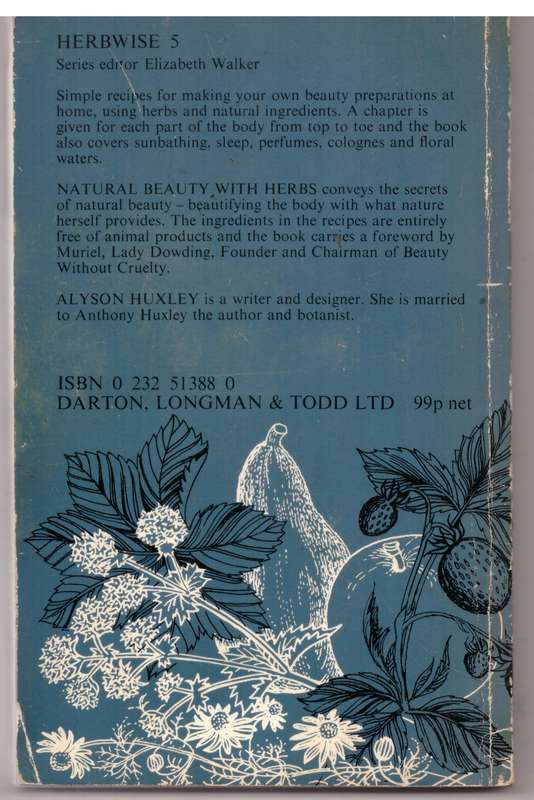 HERBWISE 5
Series editor Elizabeth Walker
Simple recipes for making your own beauty preparations at
home, using herbs and natural ingredients. A chapter is
given for each part of the body from top to toe and the book
also covers sunbathing, sleep, perfumes, colognes and floral
waters.
NATURAL BEAUTY WITH HERBS conveys the secrets
of natural beauty – beautifying the body with what nature
herself provides. The ingredients in the recipes are entirely
free of animal products and the book carries a foreword by
Muriel, Lady Dowding, Founder and Chairman of Beauty
Without Cruelty.
ALYSON HUXLEY is a writer and designer. She is married
to Anthony Huxley the author and botanist.
ISBN 0 232 51388 0
DARTON, LONGMAN & TODD LTD 99p net